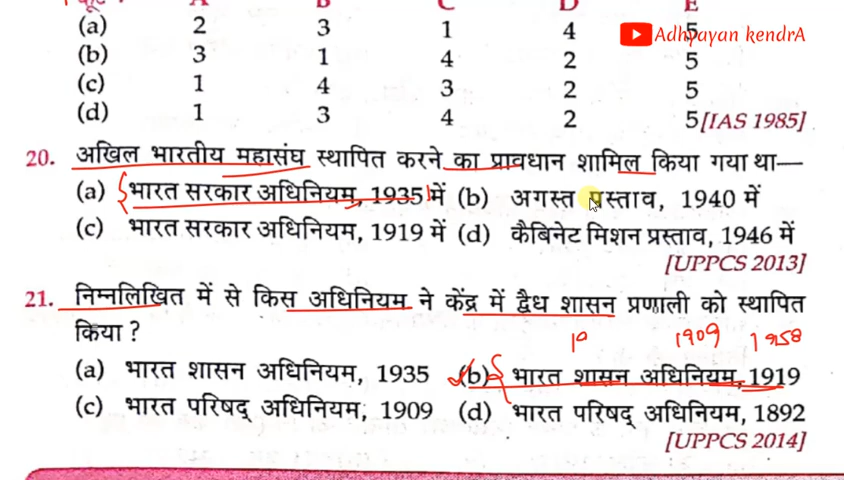 कूट : A B C D E
(a) 2 3 1 4 5
Adhyayan kendrA
(b) 3 1 4 2 5
(c) 1 4 3 2 5
(d) 1 3 4 2 5 [IAS 1985]
20. अखिल भारतीय महासंघ स्थापित करने का प्रावधान शामिल किया गया था—
(a) भारत सरकार अधिनियम, 1935 में (b) अगस्त प्रस्ताव, 1940 में
(c) भारत सरकार अधिनियम, 1919 में (d) कैबिनेट मिशन प्रस्ताव, 1946 में
[UPPCS 2013]
21. निम्नलिखित में से किस अधिनियम ने केंद्र में द्वैध शासन प्रणाली को स्थापित
किया?
19 1909 1958
(a) भारत शासन अधिनियम, 1935 (b) भारत शासन अधिनियम, 1919
(c) भारत परिषद् अधिनियम, 1909 (d) भारत परिषद् अधिनियम, 1892
[UPPCS 2014]